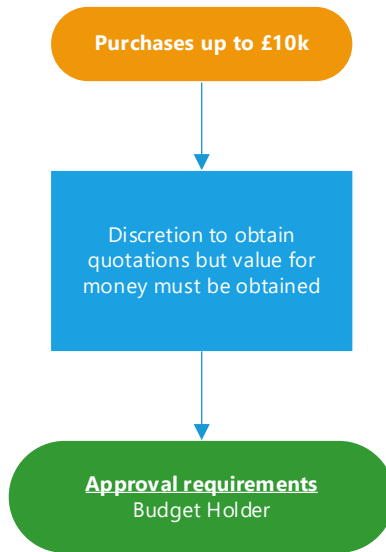 Purchases up to £10k
Discretion to obtain
quotations but value for
money must be obtained
Approval requirements
Budget Holder